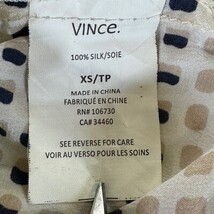 VINCE.
100% SILK/SOIE
XS/TP
MADE IN CHINA
FABRIQUÉ EN CHINE
RN# 106730
CA# 34460
SEE REVERSE FOR CARE
VOIR AU VERSO POUR LES SOINS